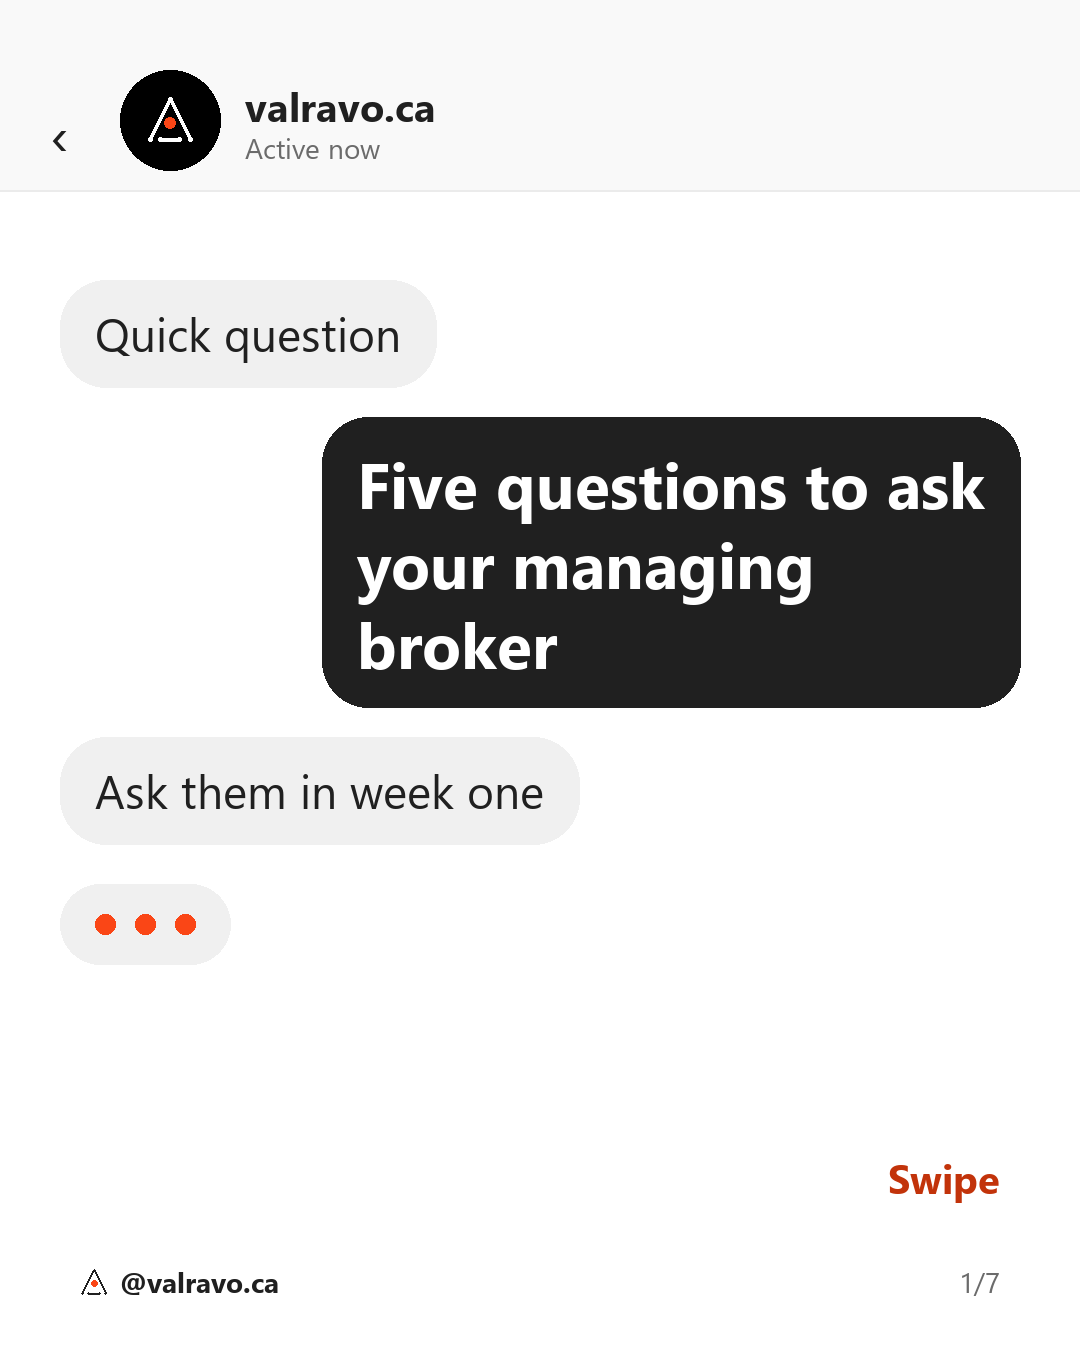 valravo.ca
Active now
Quick question
Five questions to ask
your managing
broker
Ask them in week one
Swipe
@valravo.ca
1/7